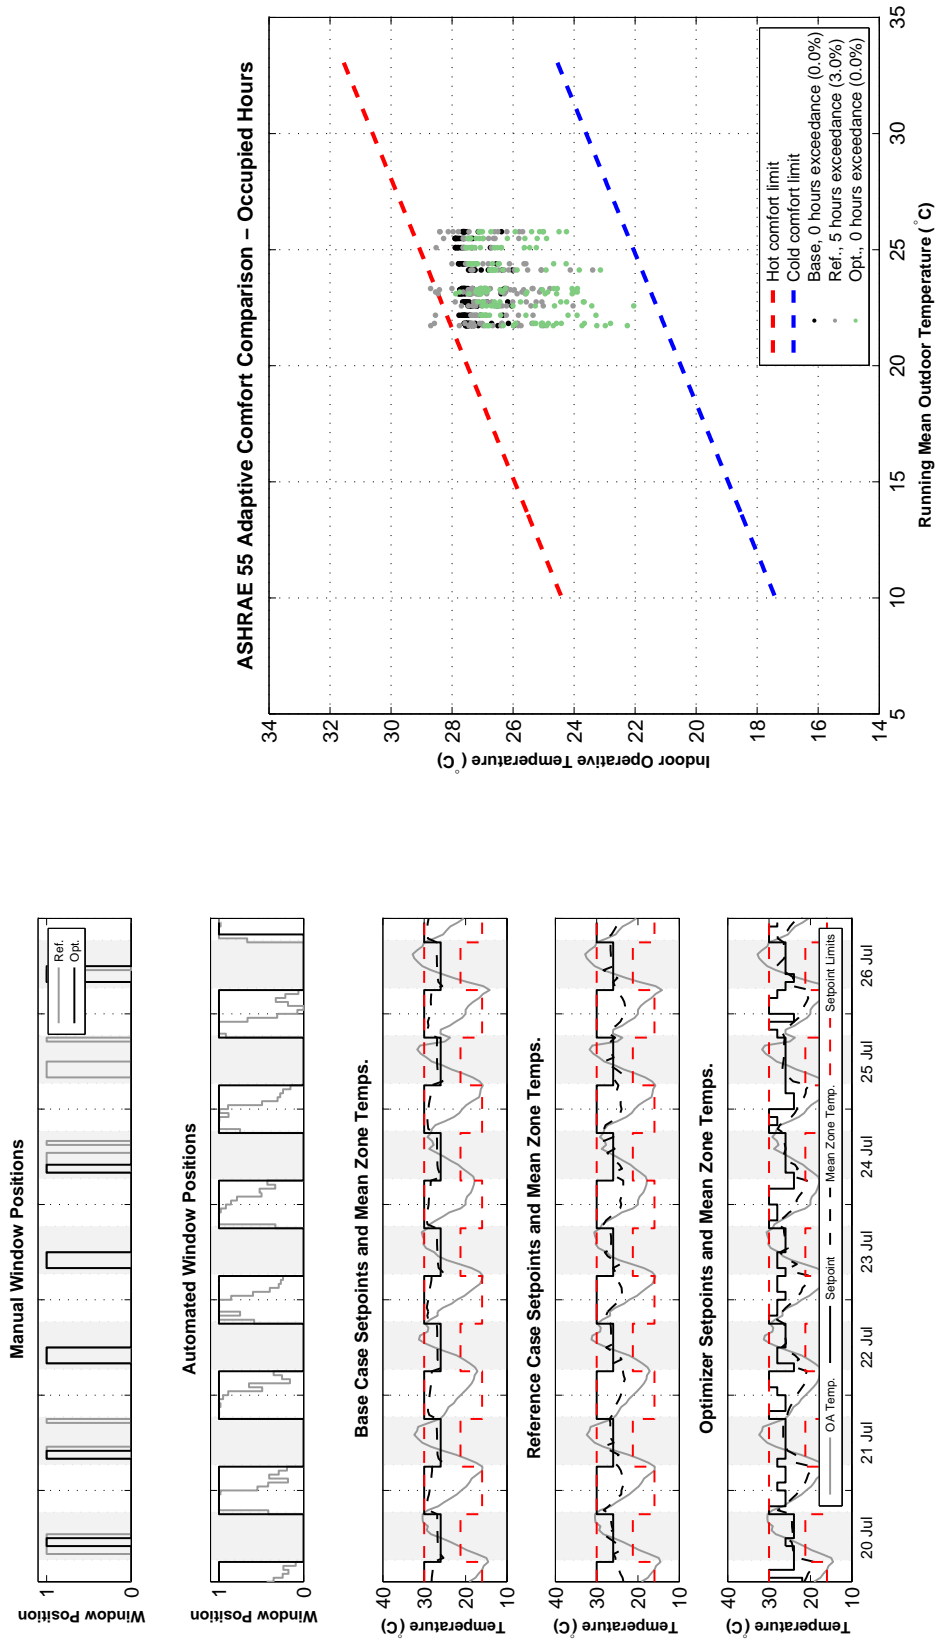 Manual Window Positions
Window Position
1
0
Ref.
Opt.
Automated Window Positions
Window Position
1
0
Base Case Setpoints and Mean Zone Temps.
Temperature (°C)
40
30
20
10
Reference Case Setpoints and Mean Zone Temps.
Temperature (°C)
40
30
20
10
Optimizer Setpoints and Mean Zone Temps.
Temperature (°C)
40
30
20
10
OA Temp.
Setpoint
Mean Zone Temp.
Setpoint Limits
20 Jul
21 Jul
22 Jul
23 Jul
24 Jul
25 Jul
26 Jul
ASHRAE 55 Adaptive Comfort Comparison – Occupied Hours
Indoor Operative Temperature (°C)
34
32
30
28
26
24
22
20
18
16
14
5
10
15
20
25
30
35
Running Mean Outdoor Temperature (°C)
Hot comfort limit
Cold comfort limit
Base, 0 hours exceedance (0.0%)
Ref., 5 hours exceedance (3.0%)
Opt., 0 hours exceedance (0.0%)